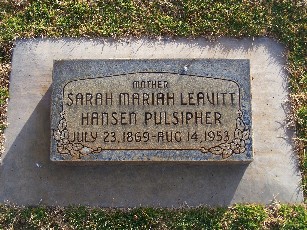 MOTHER
SARAH MARIAH LEAVITT
HANSEN PULSIPHER
JULY 23, 1869 - AUG 14, 1953